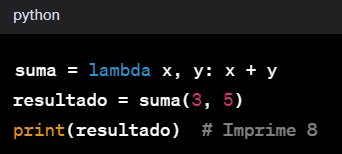 python
suma = lambda x, y: x + y
resultado = suma(3, 5)
print(resultado)  # Imprime 8